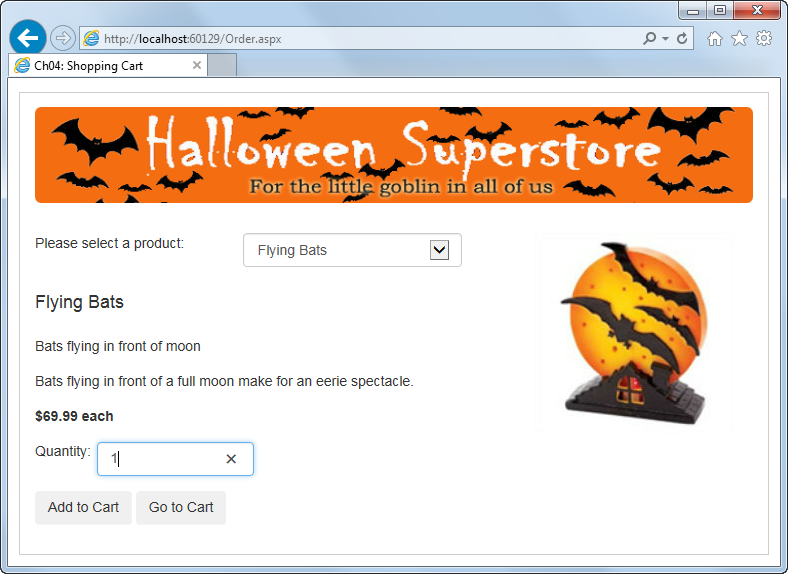 http://localhost:60129/Order.aspx
Ch04: Shopping Cart
Halloween Superstore
For the little goblin in all of us
Please select a product: Flying Bats
Flying Bats
Bats flying in front of moon
Bats flying in front of a full moon make for an eerie spectacle.
$69.99 each
Quantity: 1
Add to Cart Go to Cart